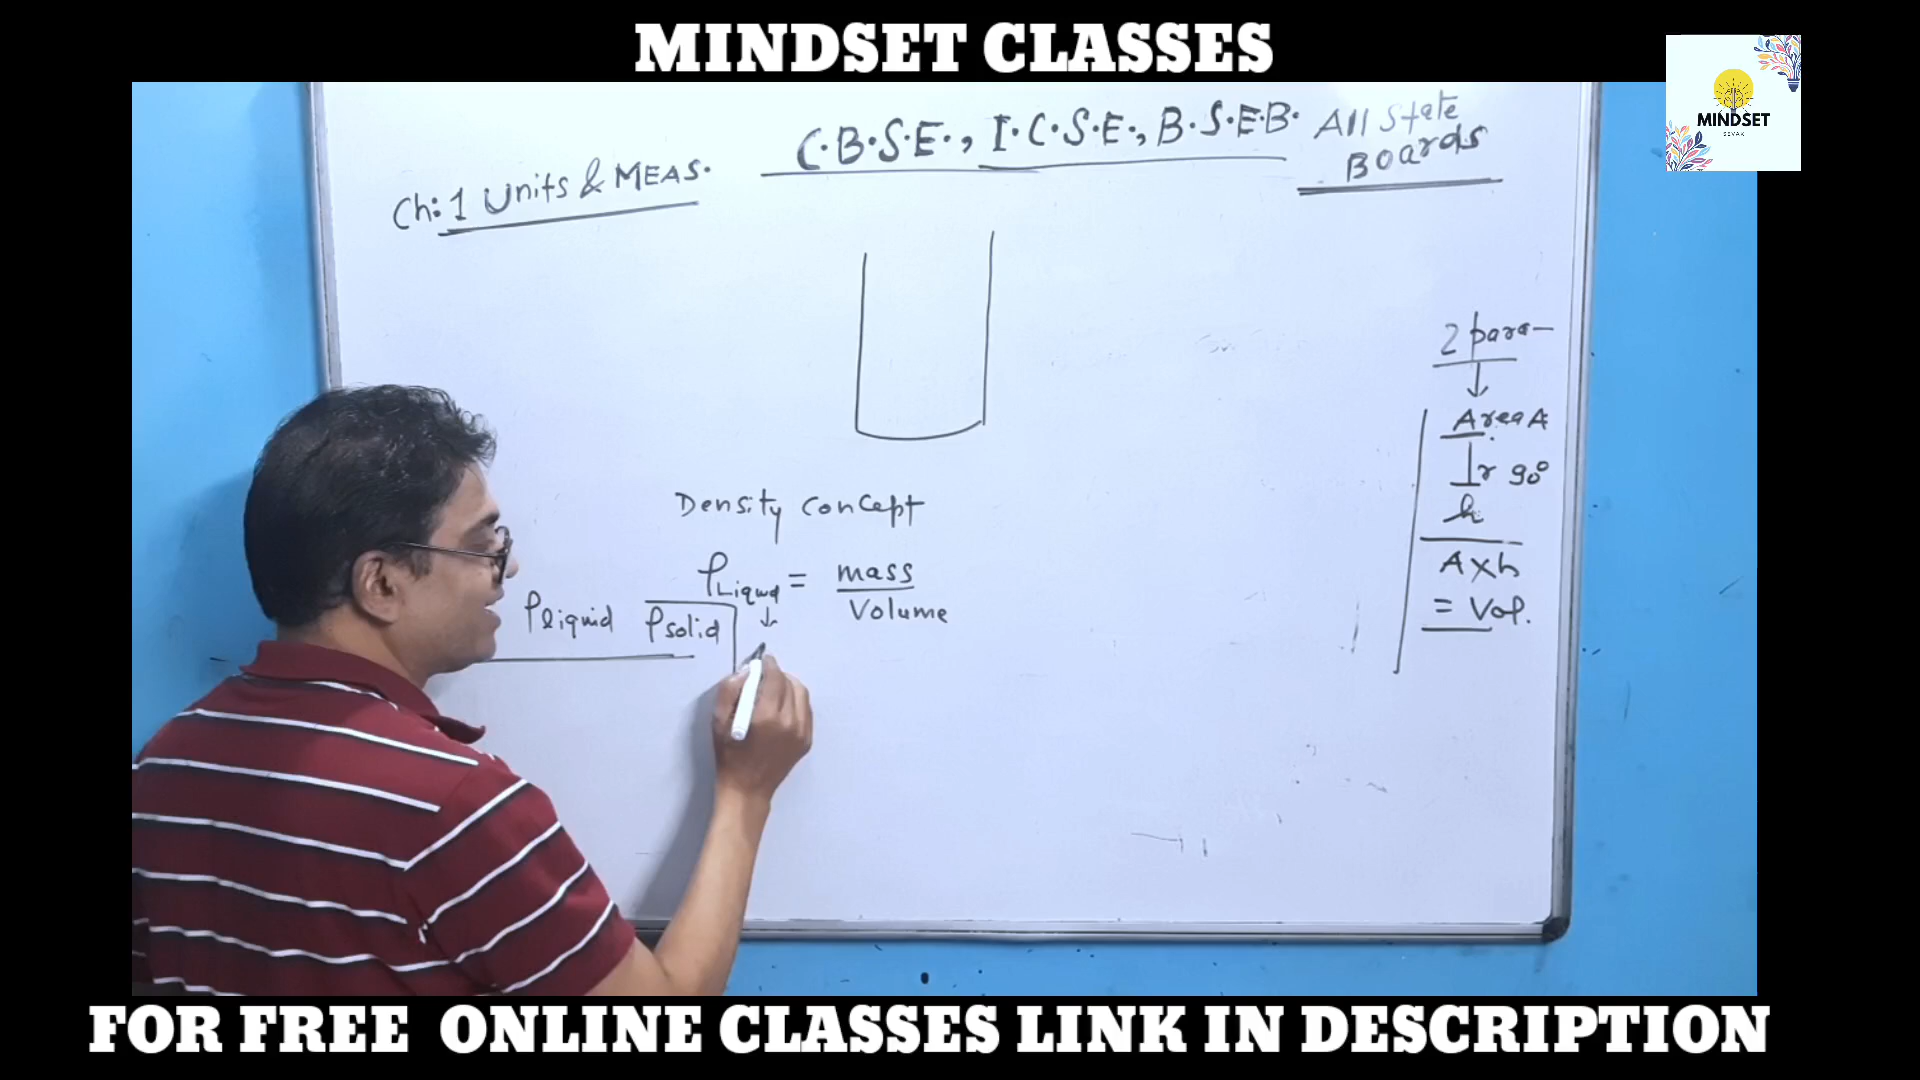 MINDSET CLASSES
MINDSET
SEVAK
C.B.S.E., I.C.S.E., B.S.E.B. All State
Boards
Ch: 1 Units & MEAS.
2 para-
Area A
⊥r 90°
h
A x h
= Vol.
Density concept
ρLiquid = mass
Volume
ρliquid ρsolid
FOR FREE ONLINE CLASSES LINK IN DESCRIPTION